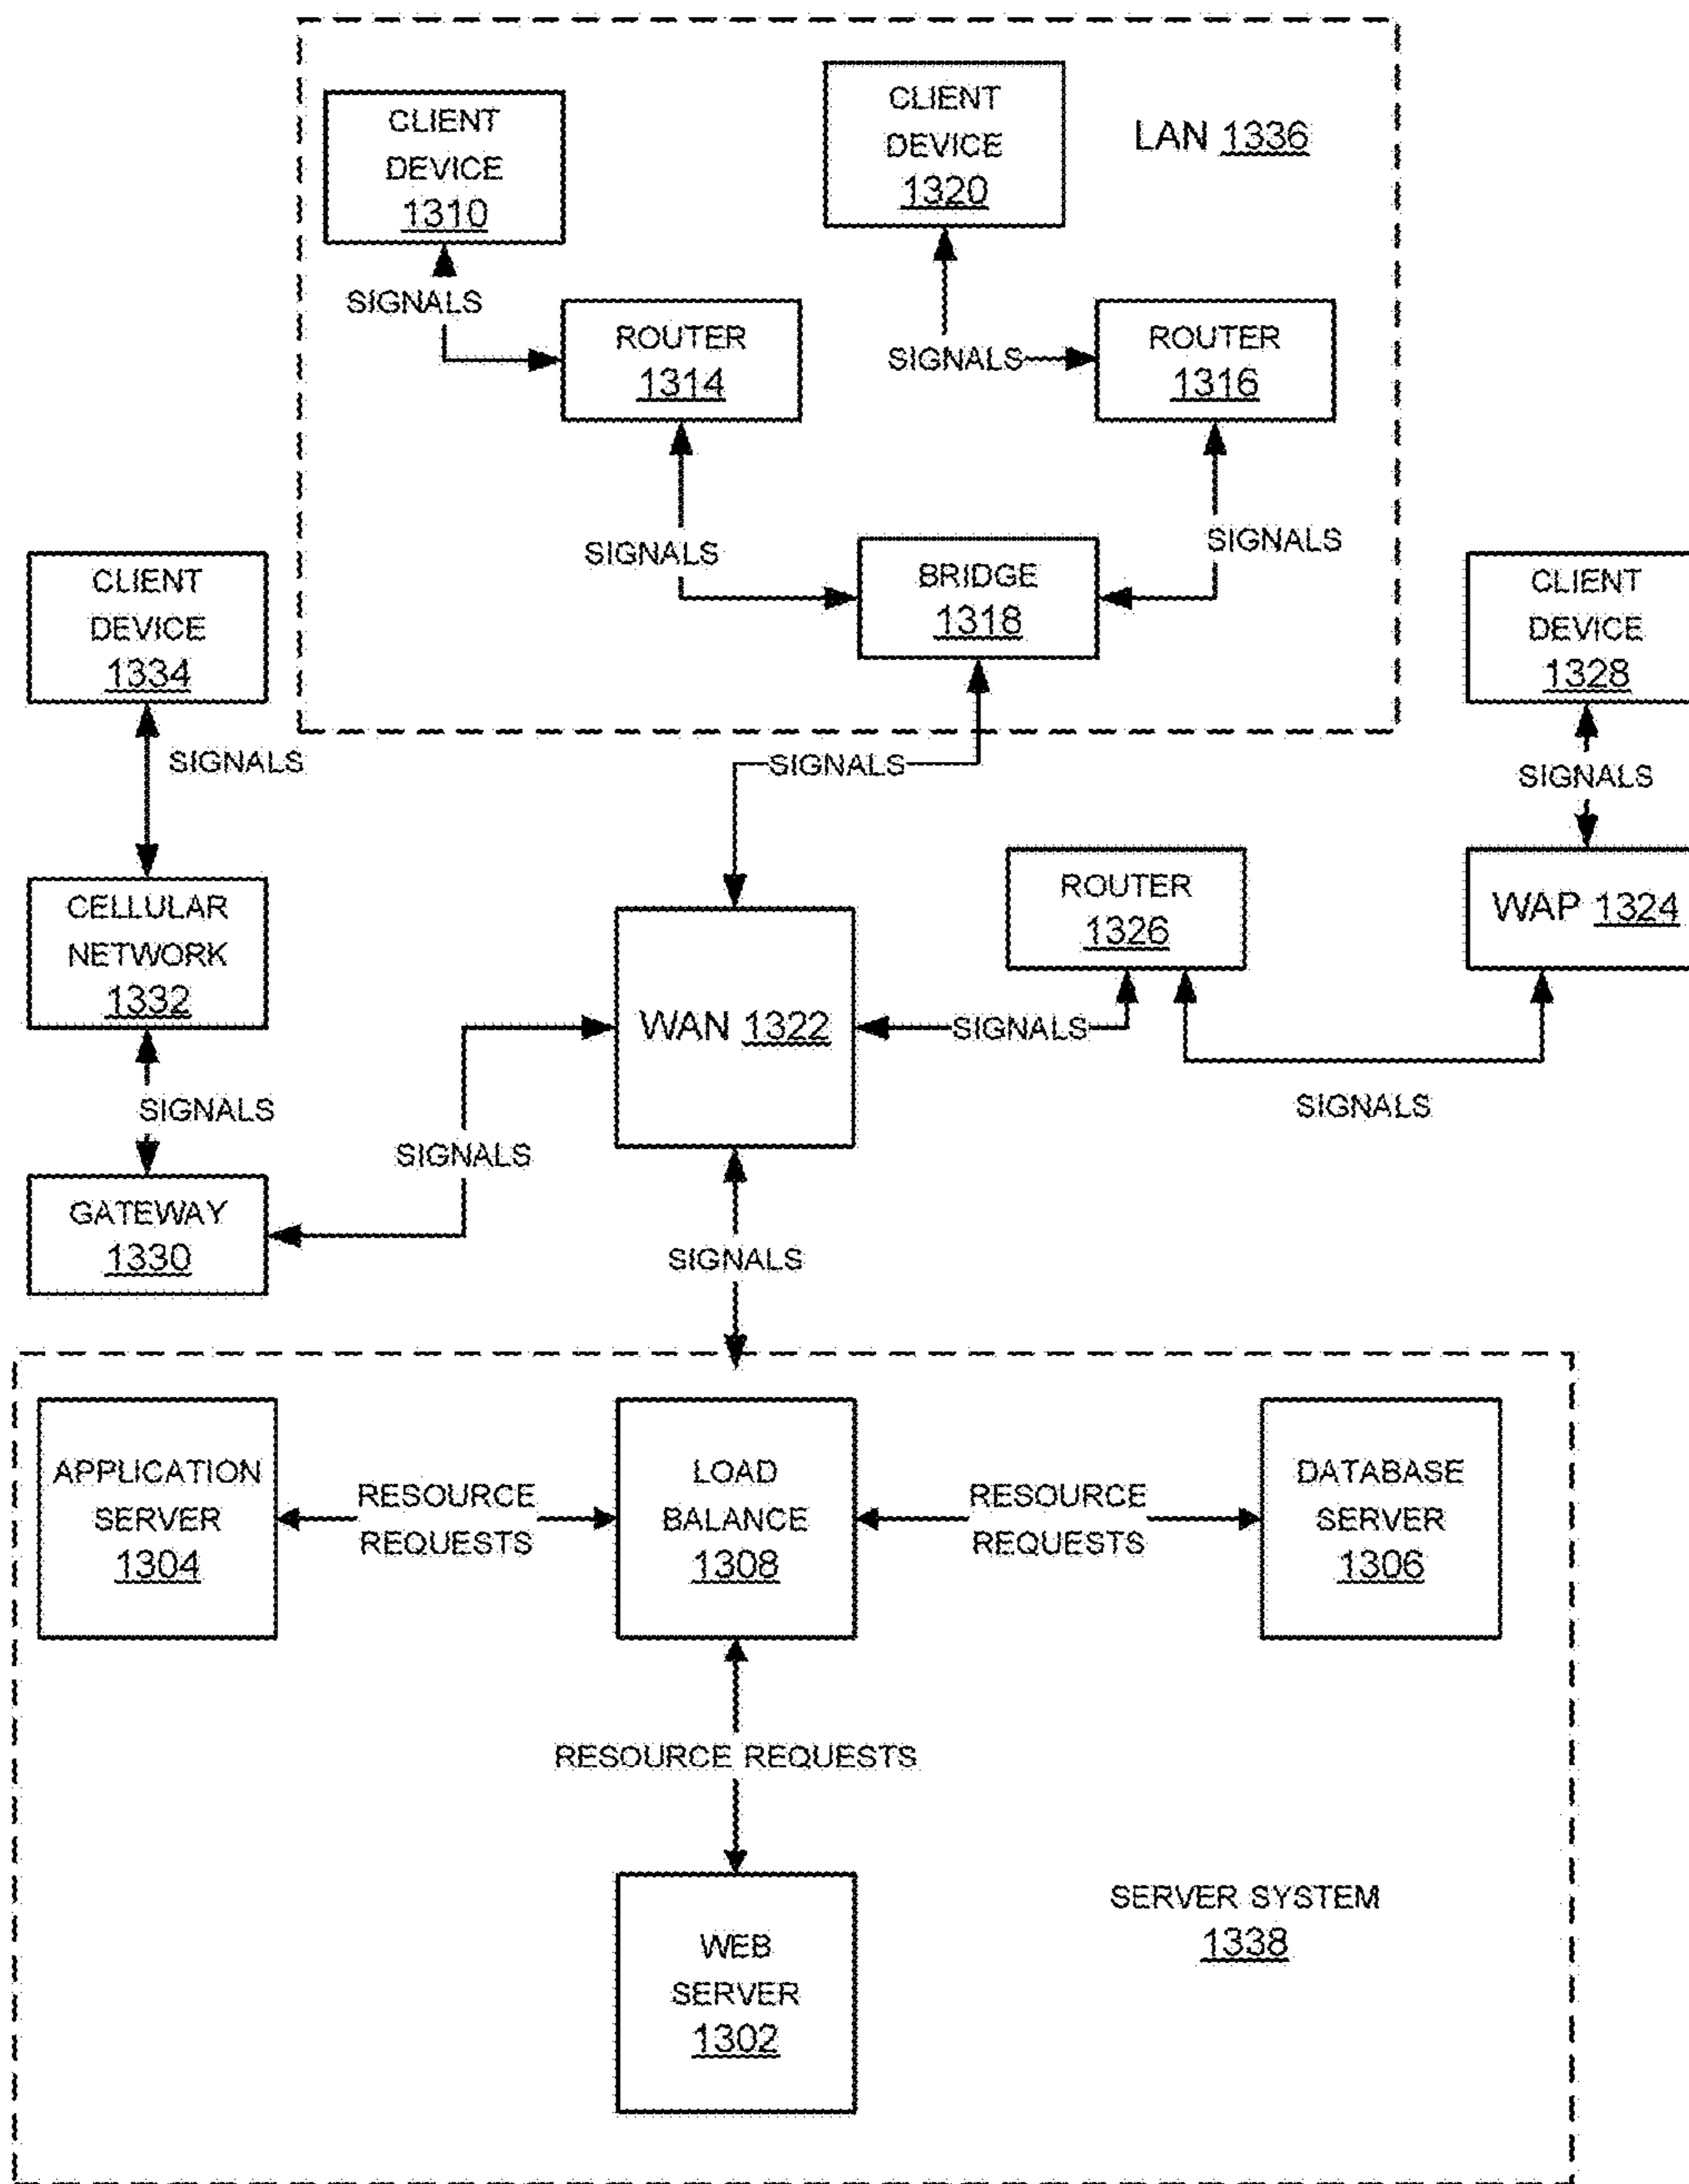 CLIENT
DEVICE
1310
CLIENT
DEVICE
1320
LAN 1336
SIGNALS
ROUTER
1314
SIGNALS
ROUTER
1316
SIGNALS
BRIDGE
1318
SIGNALS
CLIENT
DEVICE
1334
CLIENT
DEVICE
1328
SIGNALS
SIGNALS
SIGNALS
CELLULAR
NETWORK
1332
ROUTER
1326
WAP 1324
WAN 1322
SIGNALS
SIGNALS
SIGNALS
SIGNALS
GATEWAY
1330
SIGNALS
APPLICATION
SERVER
1304
RESOURCE
REQUESTS
LOAD
BALANCE
1308
RESOURCE
REQUESTS
DATABASE
SERVER
1306
RESOURCE REQUESTS
WEB
SERVER
1302
SERVER SYSTEM
1338